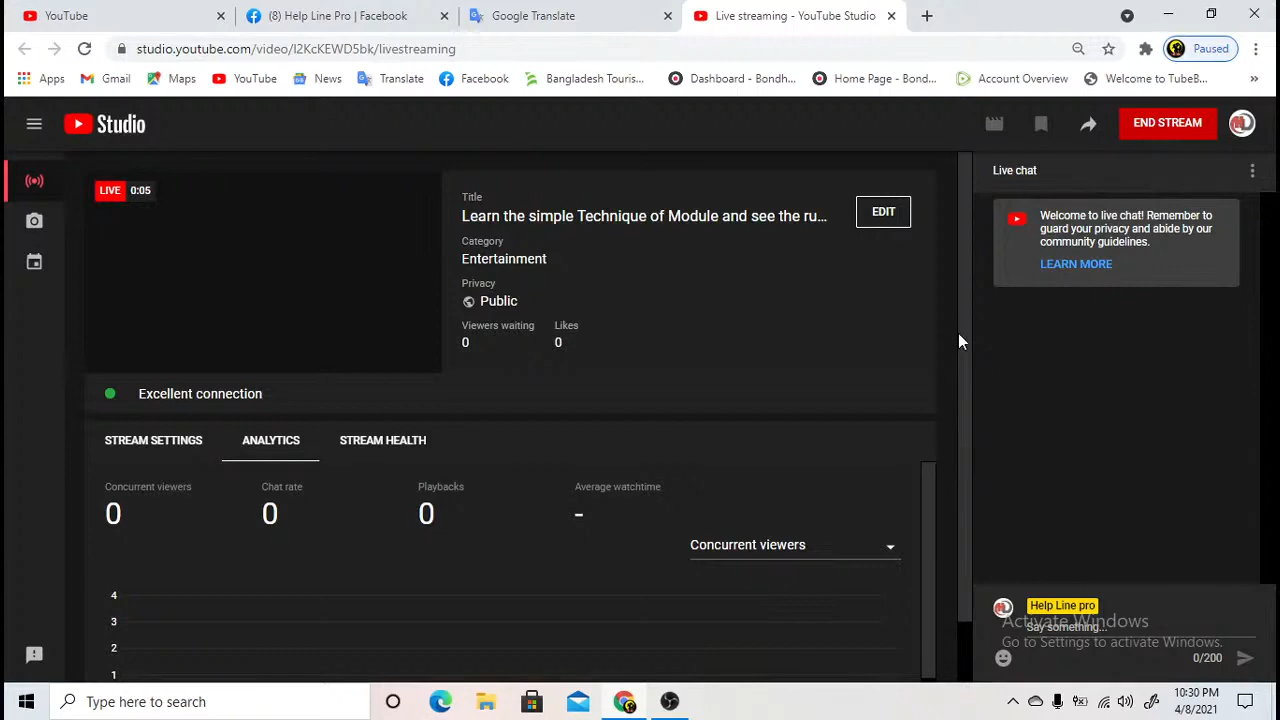 YouTube
(8) Help Line Pro | Facebook
Google Translate
Live streaming - YouTube Studio
studio.youtube.com/video/l2KcKEWD5bk/livestreaming
Paused
Apps
Gmail
Maps
YouTube
News
Translate
Facebook
Bangladesh Touris...
Dashboard - Bondh...
Home Page - Bond...
Account Overview
Welcome to TubeB...
»
Studio
END STREAM
LIVE 0:05
Title
Learn the simple Technique of Module and see the ru...
EDIT
Category
Entertainment
Privacy
Public
Viewers waiting
Likes
0
0
Excellent connection
STREAM SETTINGS
ANALYTICS
STREAM HEALTH
Concurrent viewers
Chat rate
Playbacks
Average watchtime
0
0
0
-
Concurrent viewers
4
3
2
1
Live chat
Welcome to live chat! Remember to
guard your privacy and abide by our
community guidelines.
LEARN MORE
Help Line pro
Say something...
Activate Windows
Go to Settings to activate Windows.
0/200
Type here to search
10:30 PM
4/8/2021